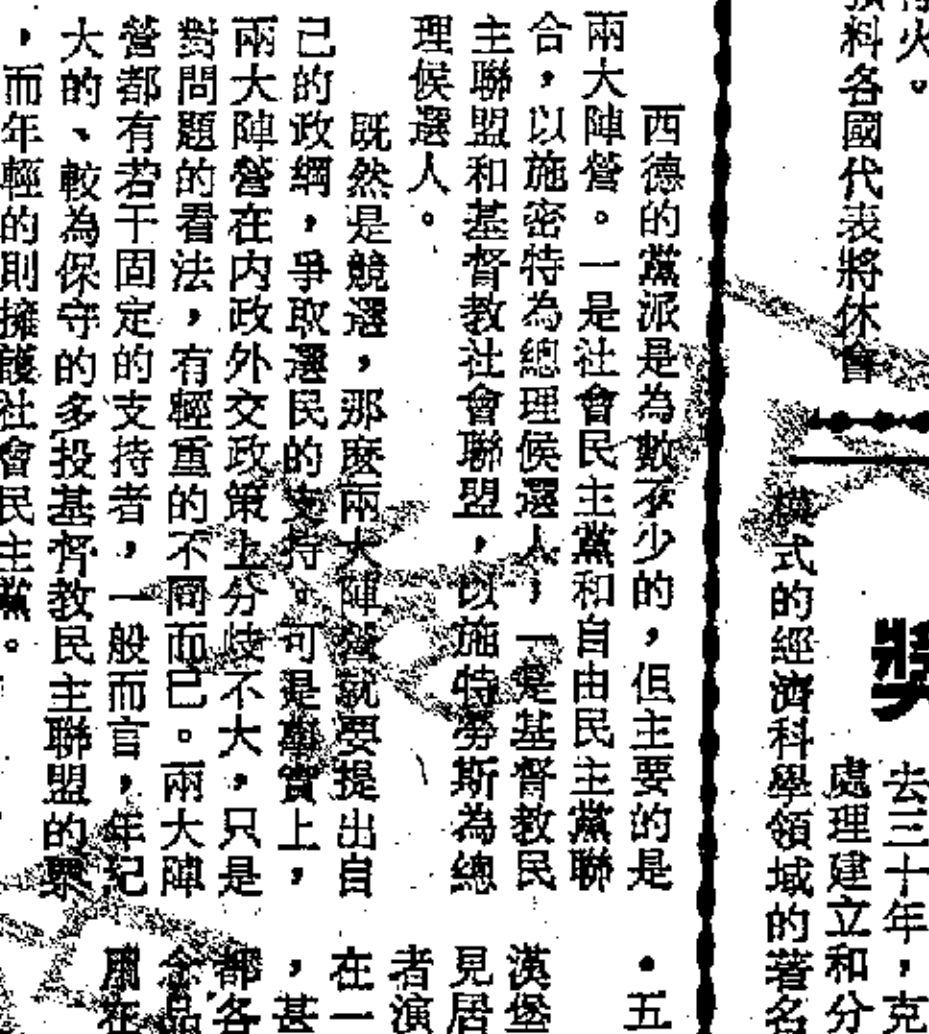 得火。
預料各國代表將休會
獎
去三十年，克
處理建立和分
模式的經濟科學領域的著名
西德的黨派是為數不少的，但主要的是
兩大陣營。一是社會民主黨和自由民主黨聯
合，以施密特為總理候選人，一是基督教民
主聯盟和基督教社會聯盟，以施特勞斯為總
理候選人。
既然是競選，那麼兩大陣營就要提出自
己的政綱，爭取選民的支持。可是事實上，
兩大陣營在内政外交政策上分歧不大，只是
對問題的看法，有輕重的不同而已。兩大陣
營都有若干固定的支持者，一般而言，年記
大的、較為保守的多投基督教民主聯盟的票
，而年輕的則擁護社會民主黨。
．五
漢堡
見居
者演
在一
，甚
都各